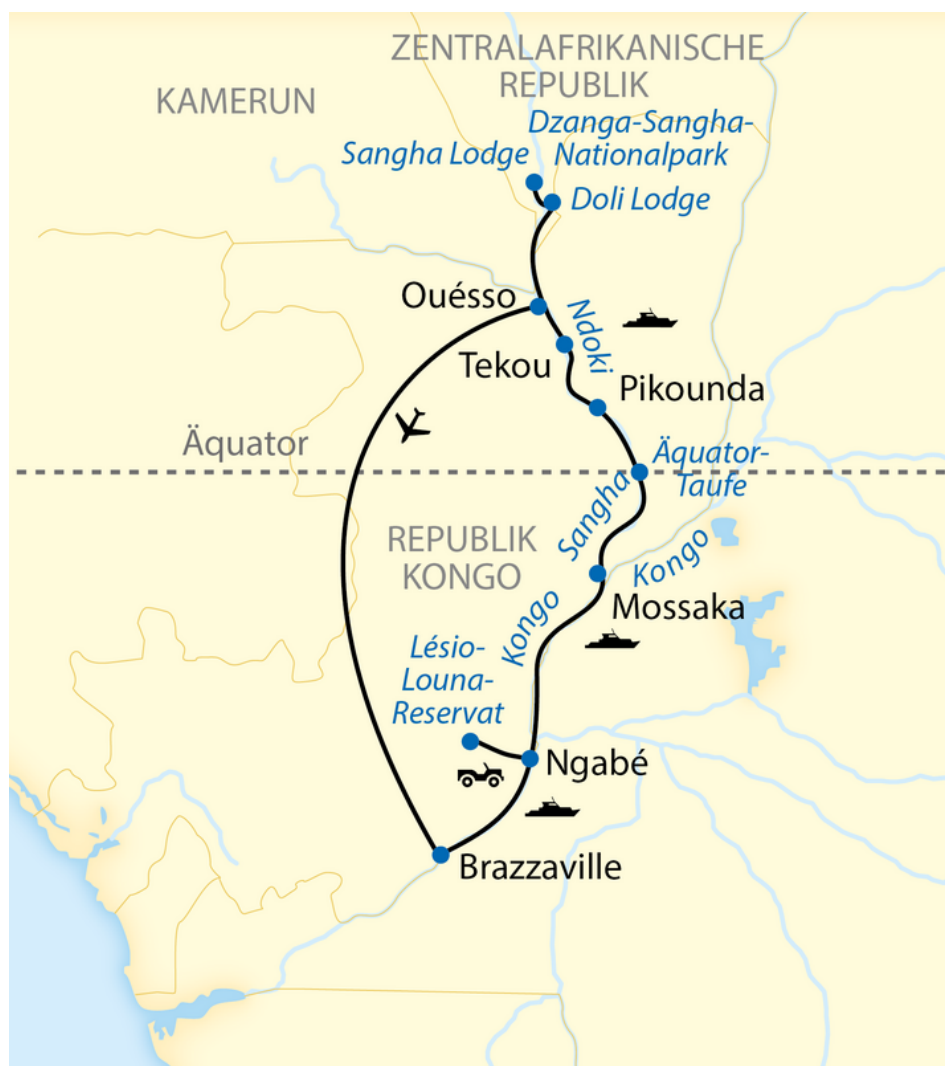 ZENTRALAFRIKANISCHE
REPUBLIK
KAMERUN
Dzanga-Sangha-
Nationalpark
Sangha Lodge
Doli Lodge
Ouésso
Ndoki
Tekou
Pikounda
Äquator
Äquator-
Taufe
Sangha
REPUBLIK
KONGO
Kongo
Mossaka
Kongo
Lésio-
Louna-
Reservat
Ngabé
Brazzaville